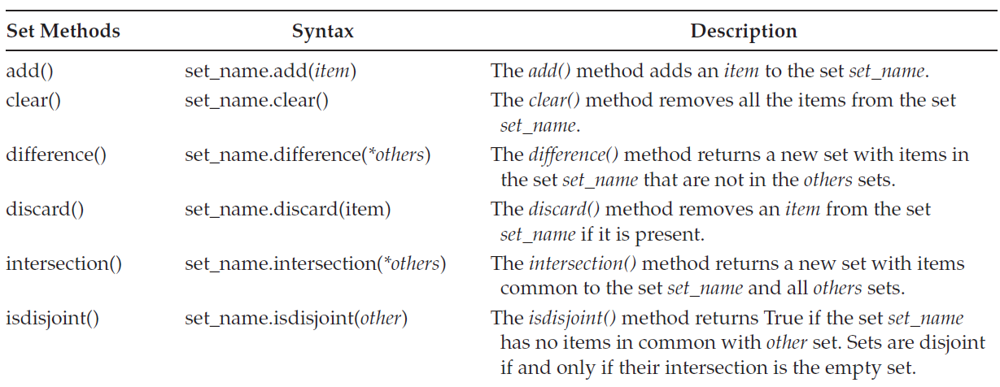 Set Methods Syntax Description
add() set_name.add(item) The add() method adds an item to the set set_name.
clear() set_name.clear() The clear() method removes all the items from the set
set_name.
difference() set_name.difference(*others) The difference() method returns a new set with items in
the set set_name that are not in the others sets.
discard() set_name.discard(item) The discard() method removes an item from the set
set_name if it is present.
intersection() set_name.intersection(*others) The intersection() method returns a new set with items
common to the set set_name and all others sets.
isdisjoint() set_name.isdisjoint(other) The isdisjoint() method returns True if the set set_name
has no items in common with other set. Sets are disjoint
if and only if their intersection is the empty set.